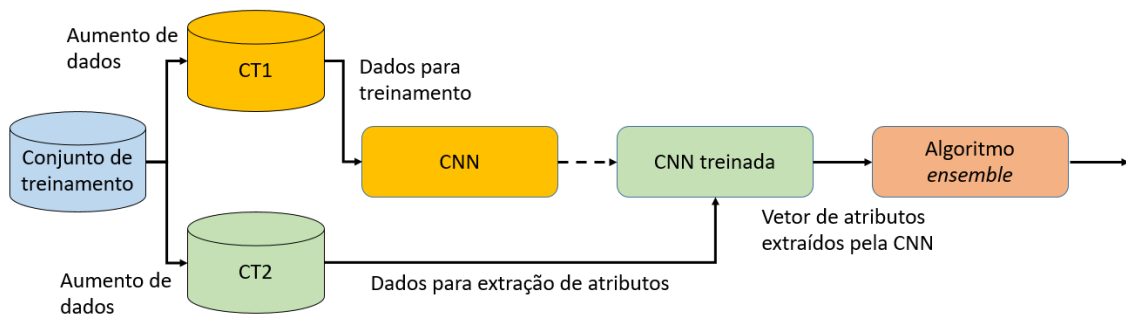 Aumento de
dados
CT1
Dados para
treinamento
Conjunto de
treinamento
CNN
CNN treinada
Algoritmo
ensemble
Vetor de atributos
extraídos pela CNN
CT2
Aumento de
dados
Dados para extração de atributos